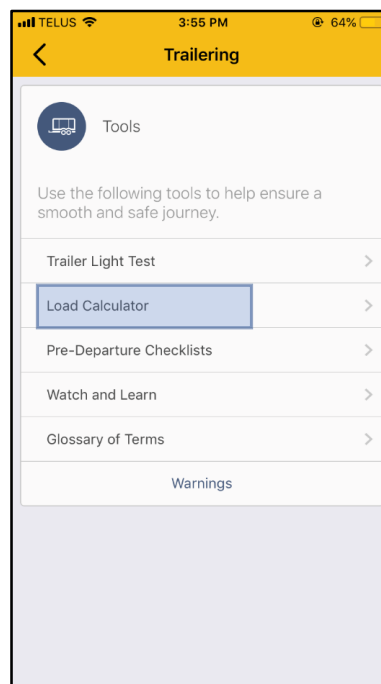 TELUS 3:55 PM 64%
Trailering
Tools
Use the following tools to help ensure a
smooth and safe journey.
Trailer Light Test
Load Calculator
Pre-Departure Checklists
Watch and Learn
Glossary of Terms
Warnings